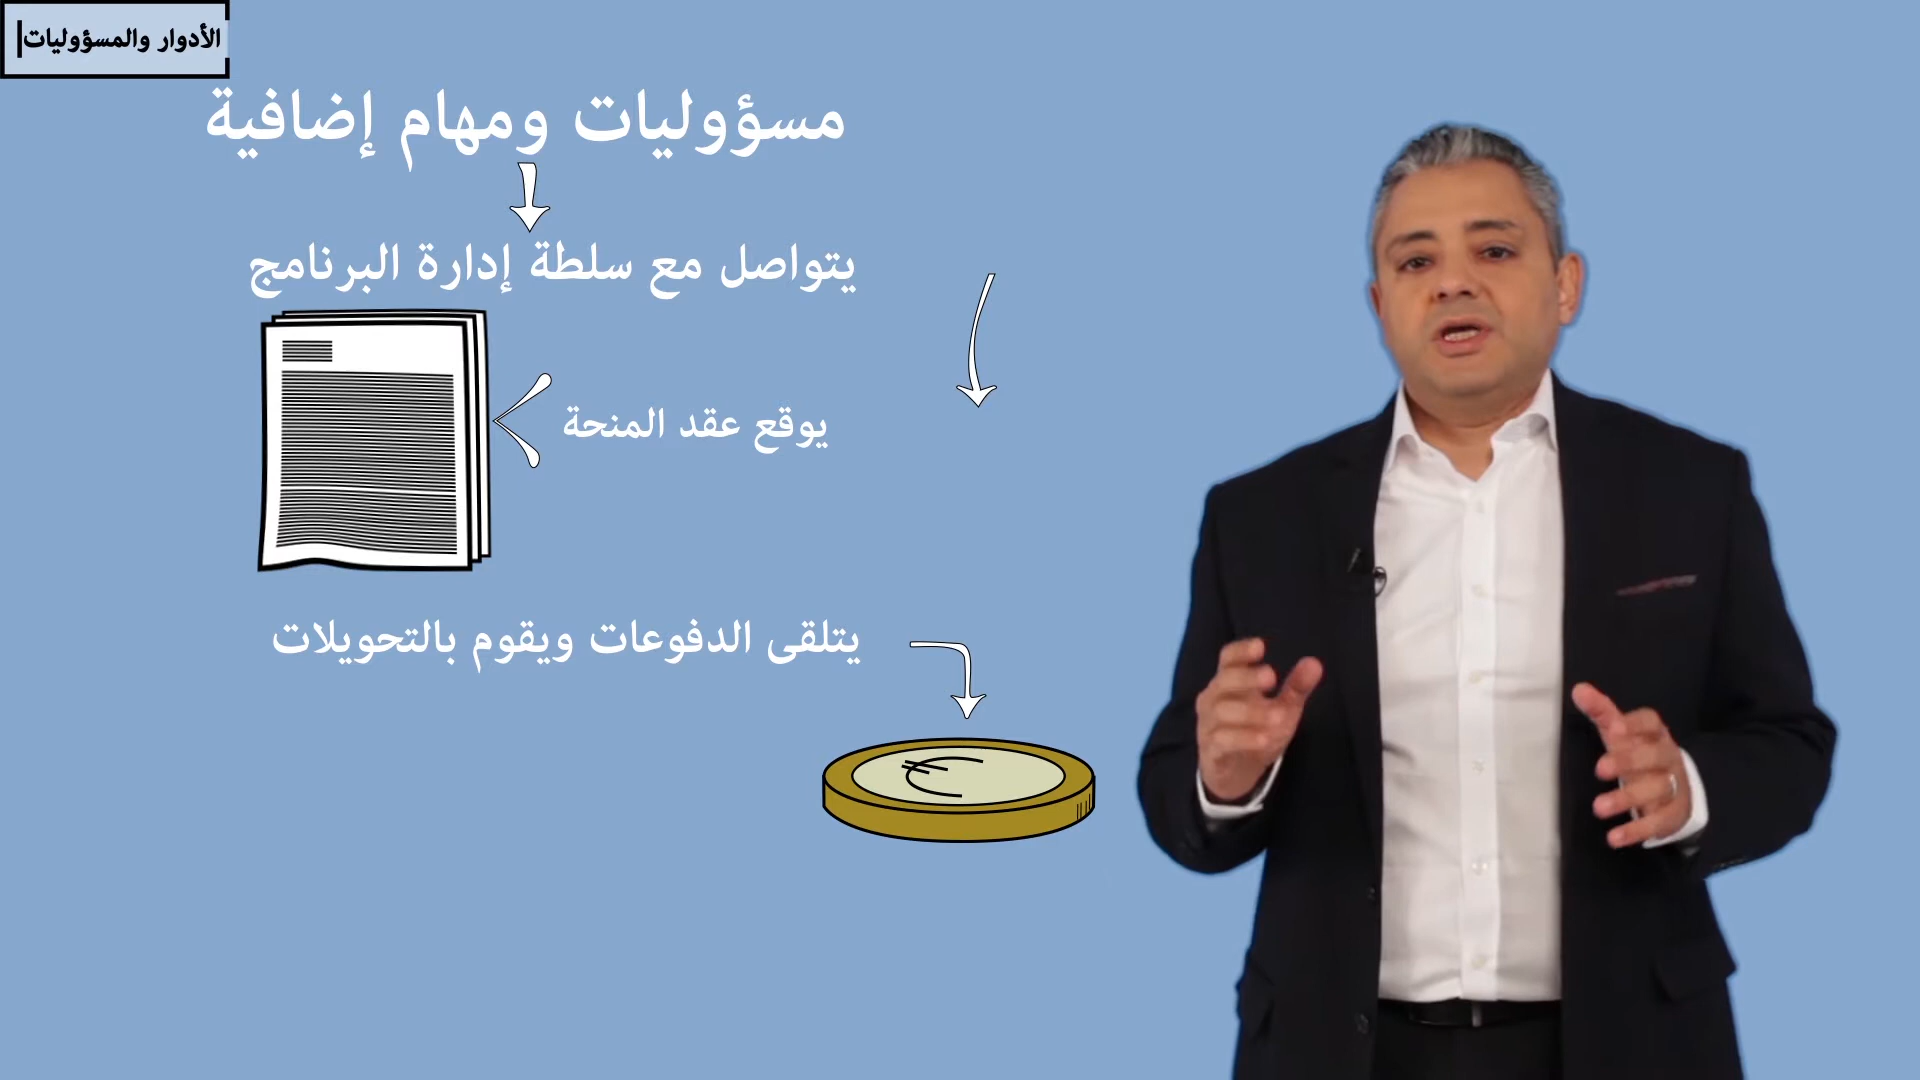 الأدوار والمسؤوليات
مسؤوليات ومهام إضافية
يتواصل مع سلطة إدارة البرنامج
يوقع عقد المنحة
يتلقى الدفوعات ويقوم بالتحويلات
€